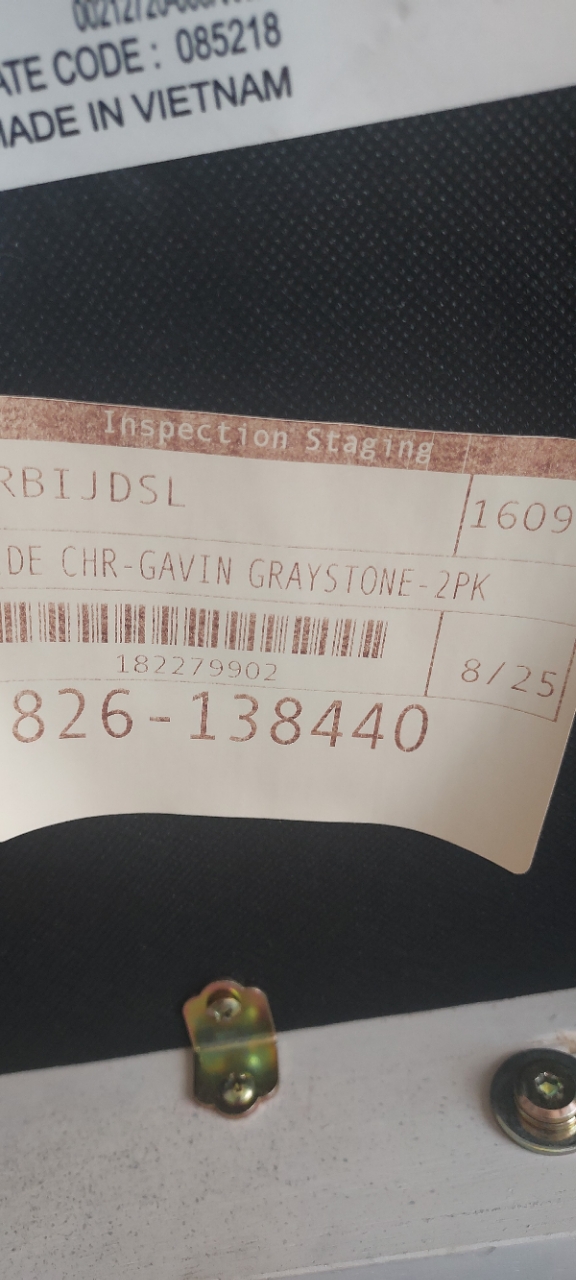 ATE CODE : 085218
MADE IN VIETNAM
Inspection Staging
RBIJDSL
1609
DE CHR-GAVIN GRAYSTONE-2PK
182279902
8/25
826-138440